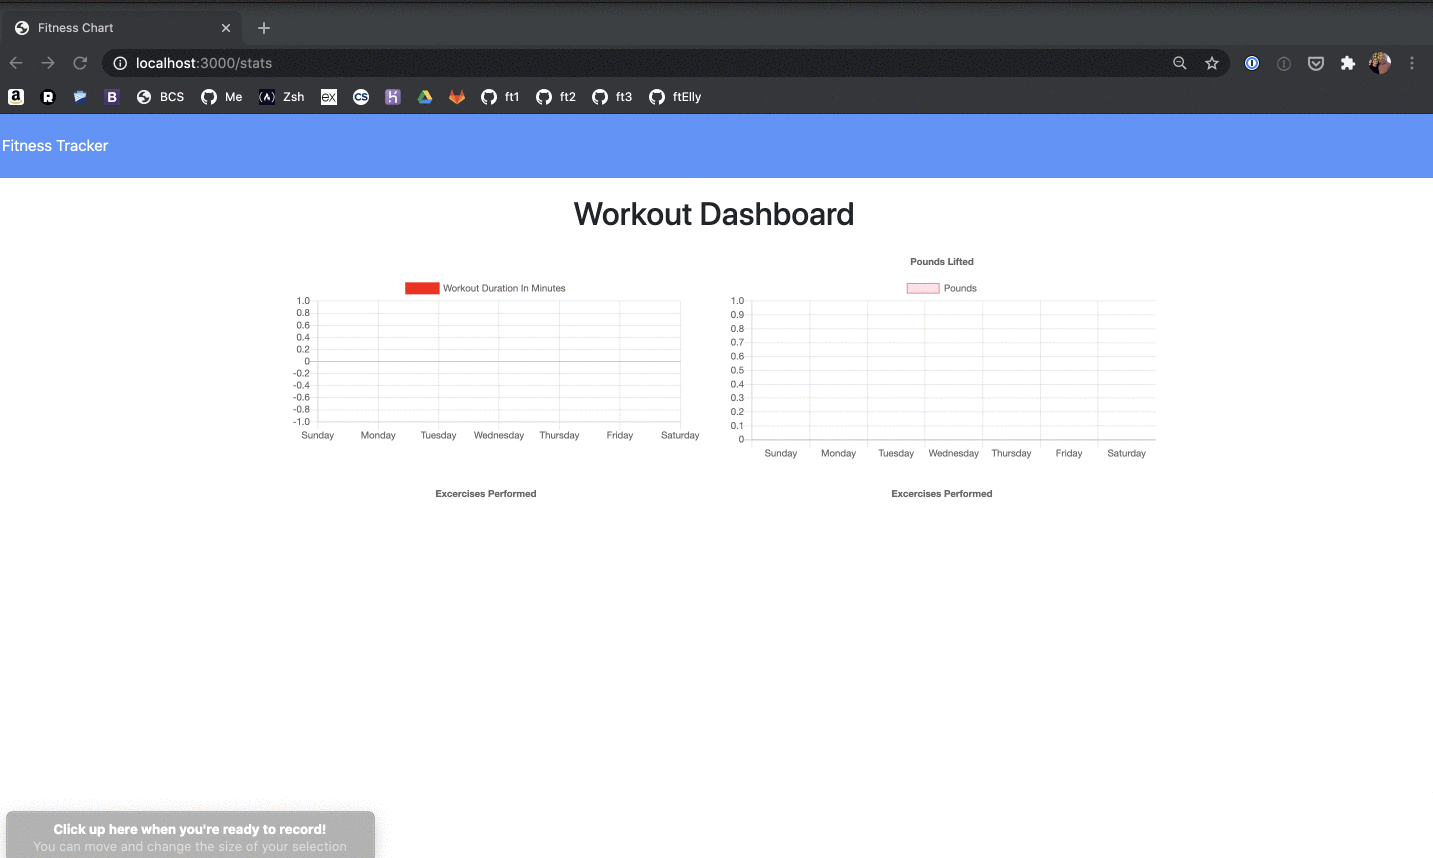 Fitness Chart
localhost:3000/stats
BCS Me Zsh ex CS ft1 ft2 ft3 ftElly
Fitness Tracker
Workout Dashboard
Workout Duration In Minutes
1.0
0.8
0.6
0.4
0.2
0
-0.2
-0.4
-0.6
-0.8
-1.0
Sunday Monday Tuesday Wednesday Thursday Friday Saturday
Pounds Lifted
Pounds
1.0
0.9
0.8
0.7
0.6
0.5
0.4
0.3
0.2
0.1
0
Sunday Monday Tuesday Wednesday Thursday Friday Saturday
Excercises Performed
Excercises Performed
Click up here when you're ready to record!
You can move and change the size of your selection